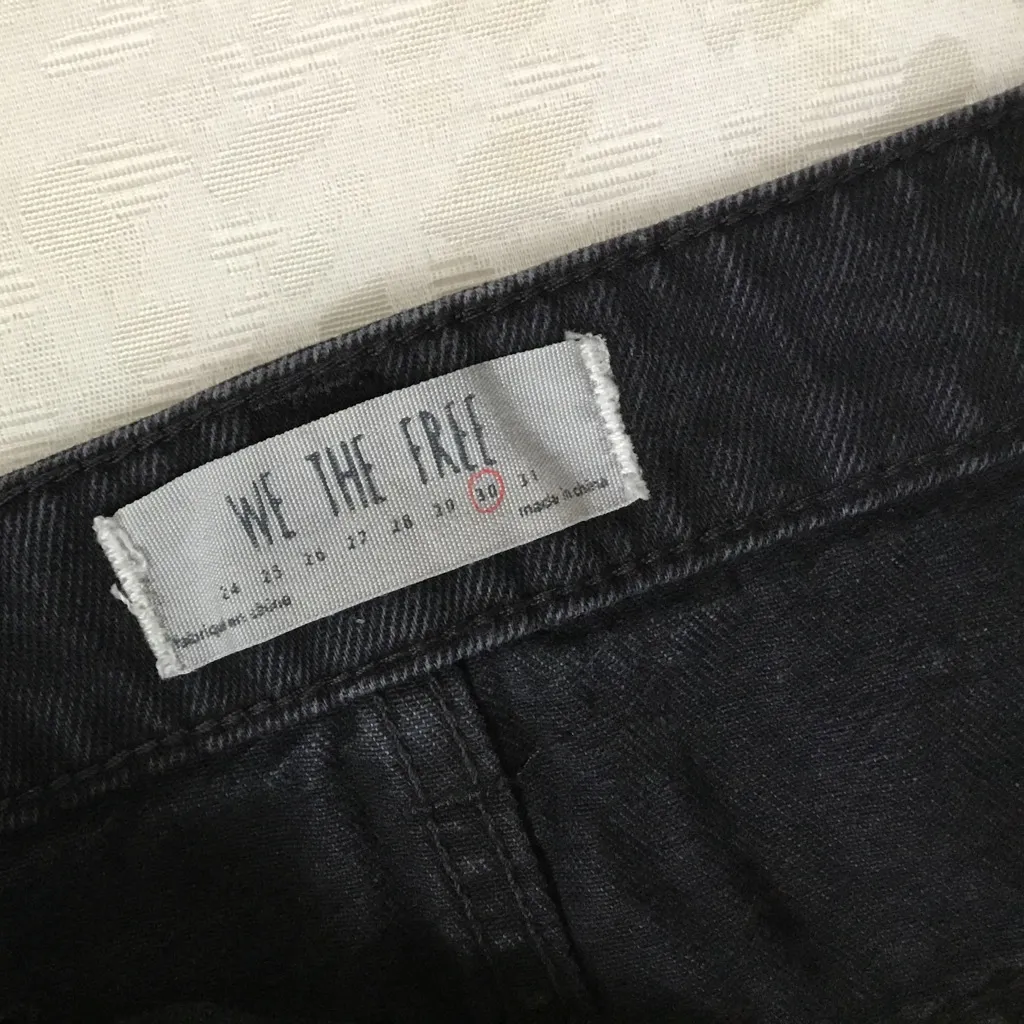 WE THE FREE
24 25 26 27 28 29 30 31
made in china
fabriqué en chine